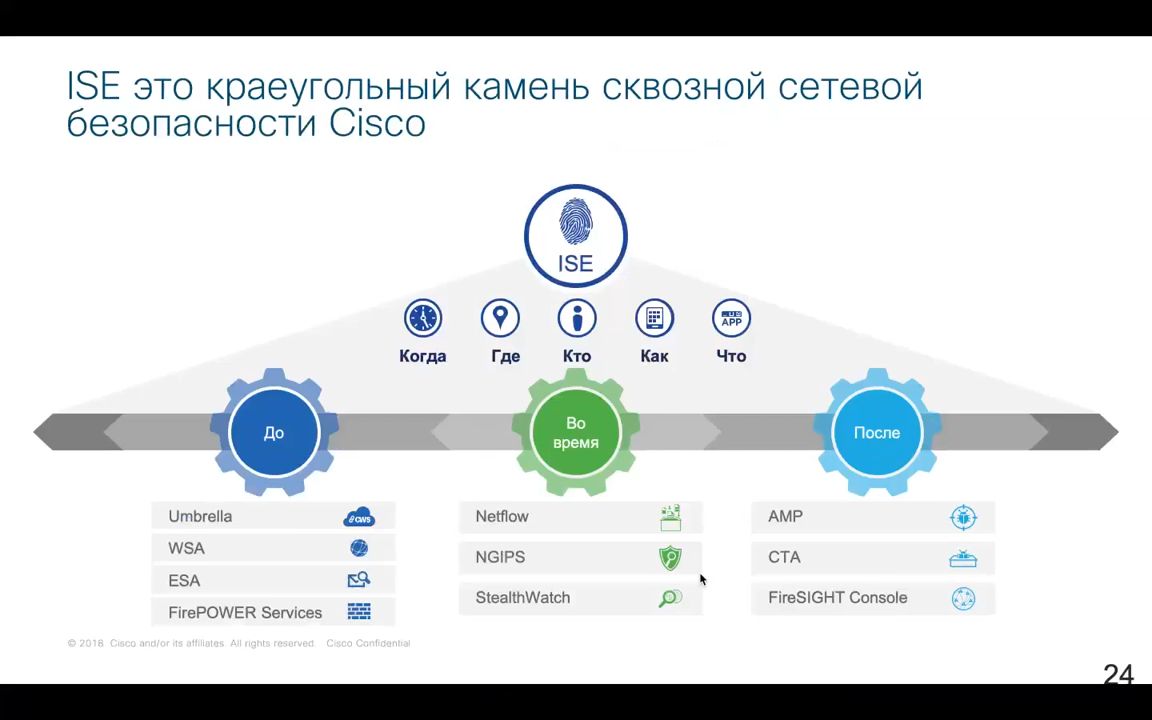 ISE это краеугольный камень сквозной сетевой
безопасности Cisco
ISE
APP
Когда
Где
Кто
Как
Что
До
Во
время
После
Umbrella
CWS
WSA
ESA
FirePOWER Services
Netflow
NGIPS
StealthWatch
AMP
CTA
FireSIGHT Console
© 2018 Cisco and/or its affiliates. All rights reserved. Cisco Confidential
24